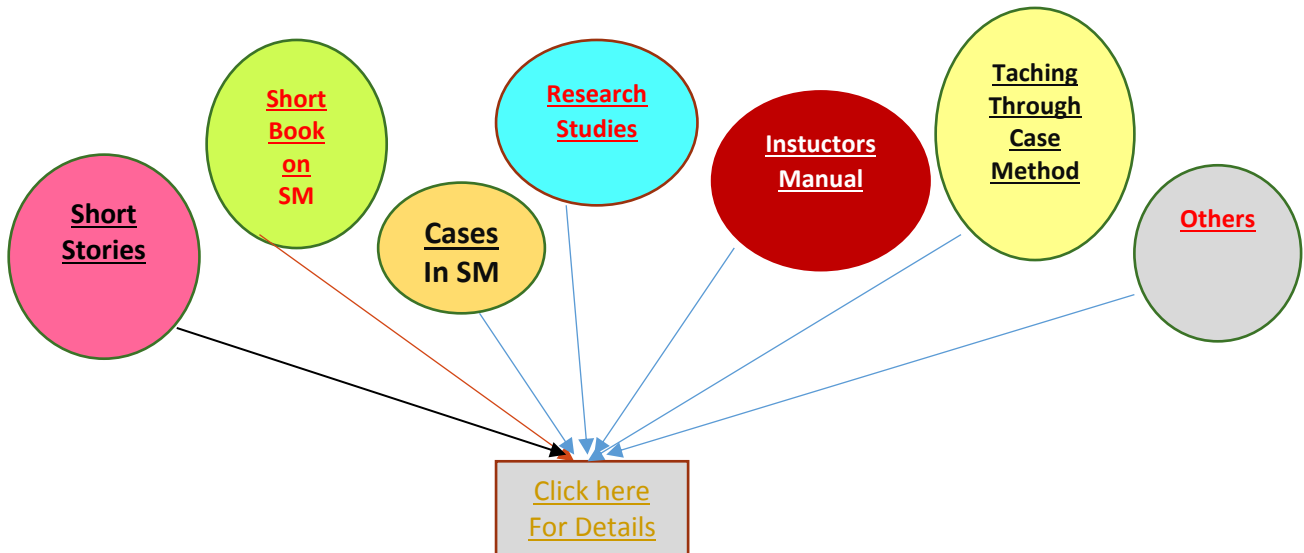 Short
Stories
Short
Book
on
SM
Cases
In SM
Research
Studies
Instuctors
Manual
Taching
Through
Case
Method
Others
Click here
For Details